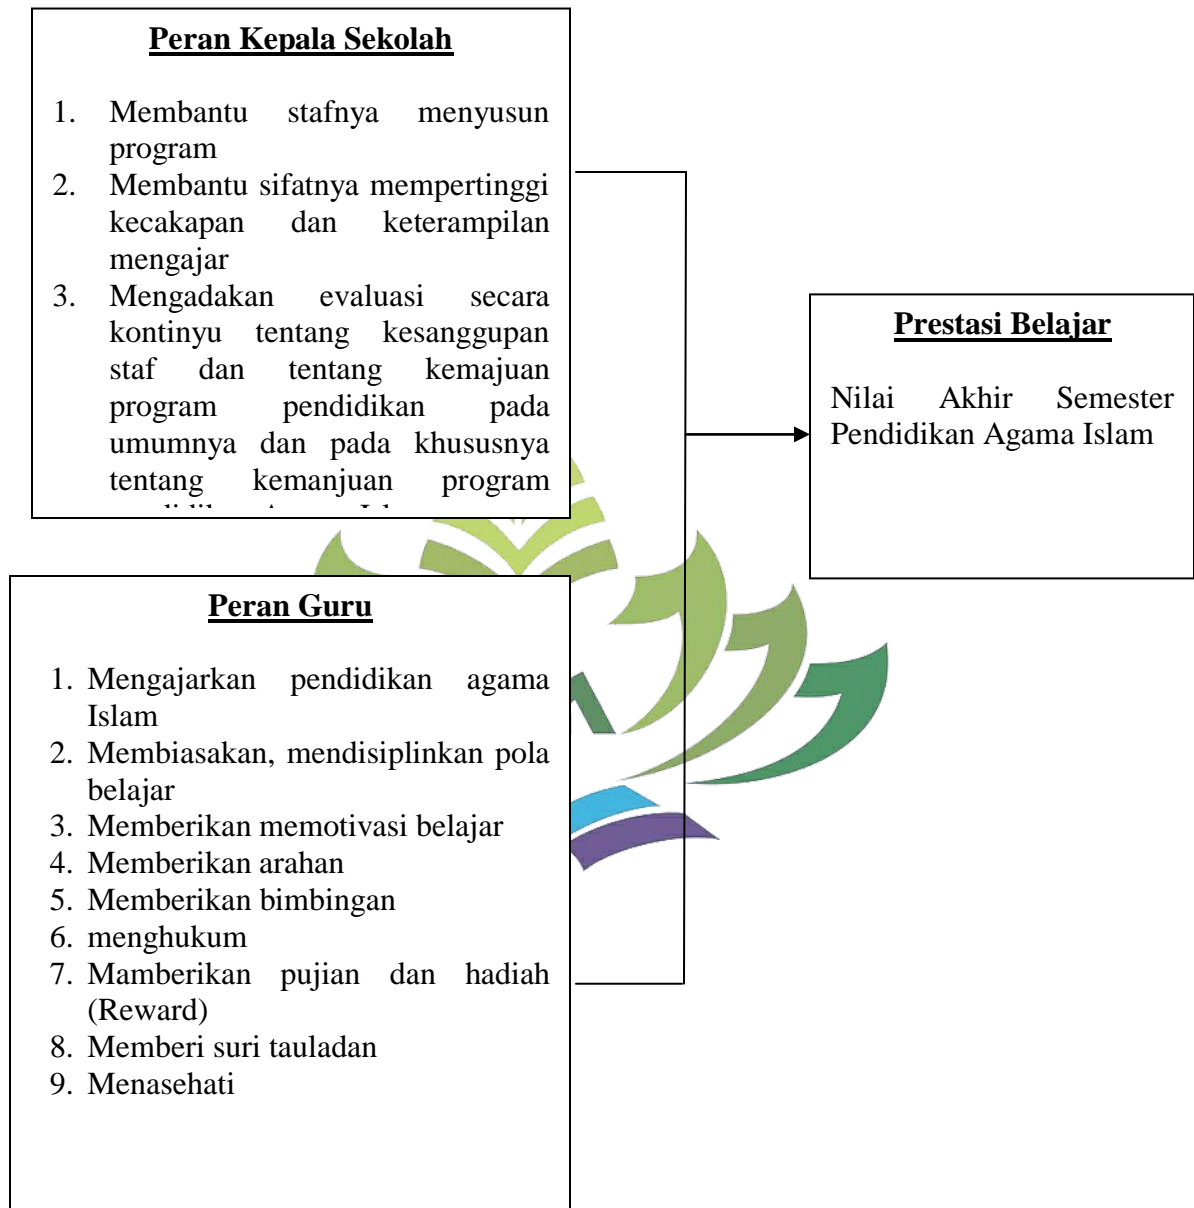 Peran Kepala Sekolah
1. Membantu stafnya menyusun
program
2. Membantu sifatnya mempertinggi
kecakapan dan keterampilan
mengajar
3. Mengadakan evaluasi secara
kontinyu tentang kesanggupan
staf dan tentang kemajuan
program pendidikan pada
umumnya dan pada khususnya
tentang kemanjuan program
Prestasi Belajar
Nilai Akhir Semester
Pendidikan Agama Islam
Peran Guru
1. Mengajarkan pendidikan agama
Islam
2. Membiasakan, mendisiplinkan pola
belajar
3. Memberikan memotivasi belajar
4. Memberikan arahan
5. Memberikan bimbingan
6. menghukum
7. Mamberikan pujian dan hadiah
(Reward)
8. Memberi suri tauladan
9. Menasehati